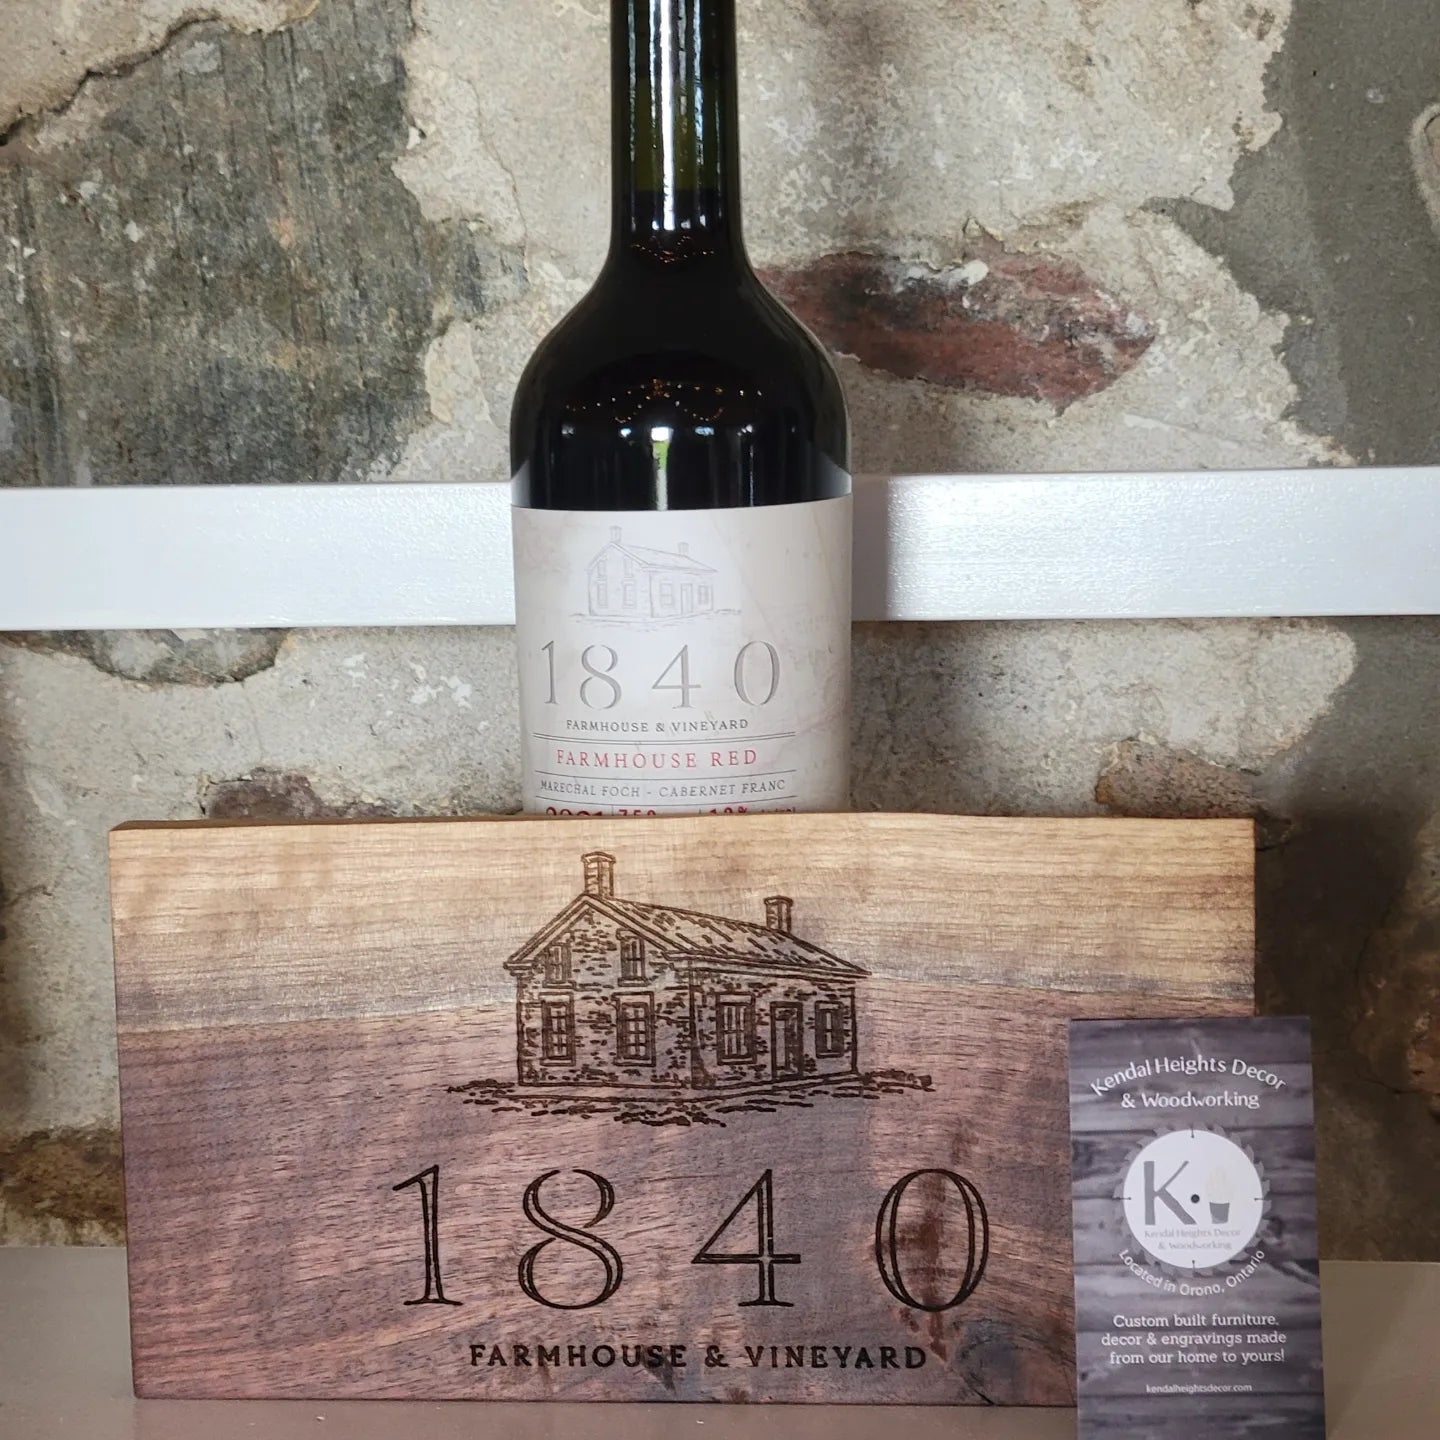 1840
FARMHOUSE & VINEYARD
FARMHOUSE RED
MARECHAL FOCH - CABERNET FRANC
1840
FARMHOUSE & VINEYARD
Kendal Heights Decor
& Woodworking
K
Kendal Heights Decor
& Woodworking
Located in Orono, Ontario
Custom built furniture,
decor & engravings made
from our home to yours!
kendalheightsdecor.com